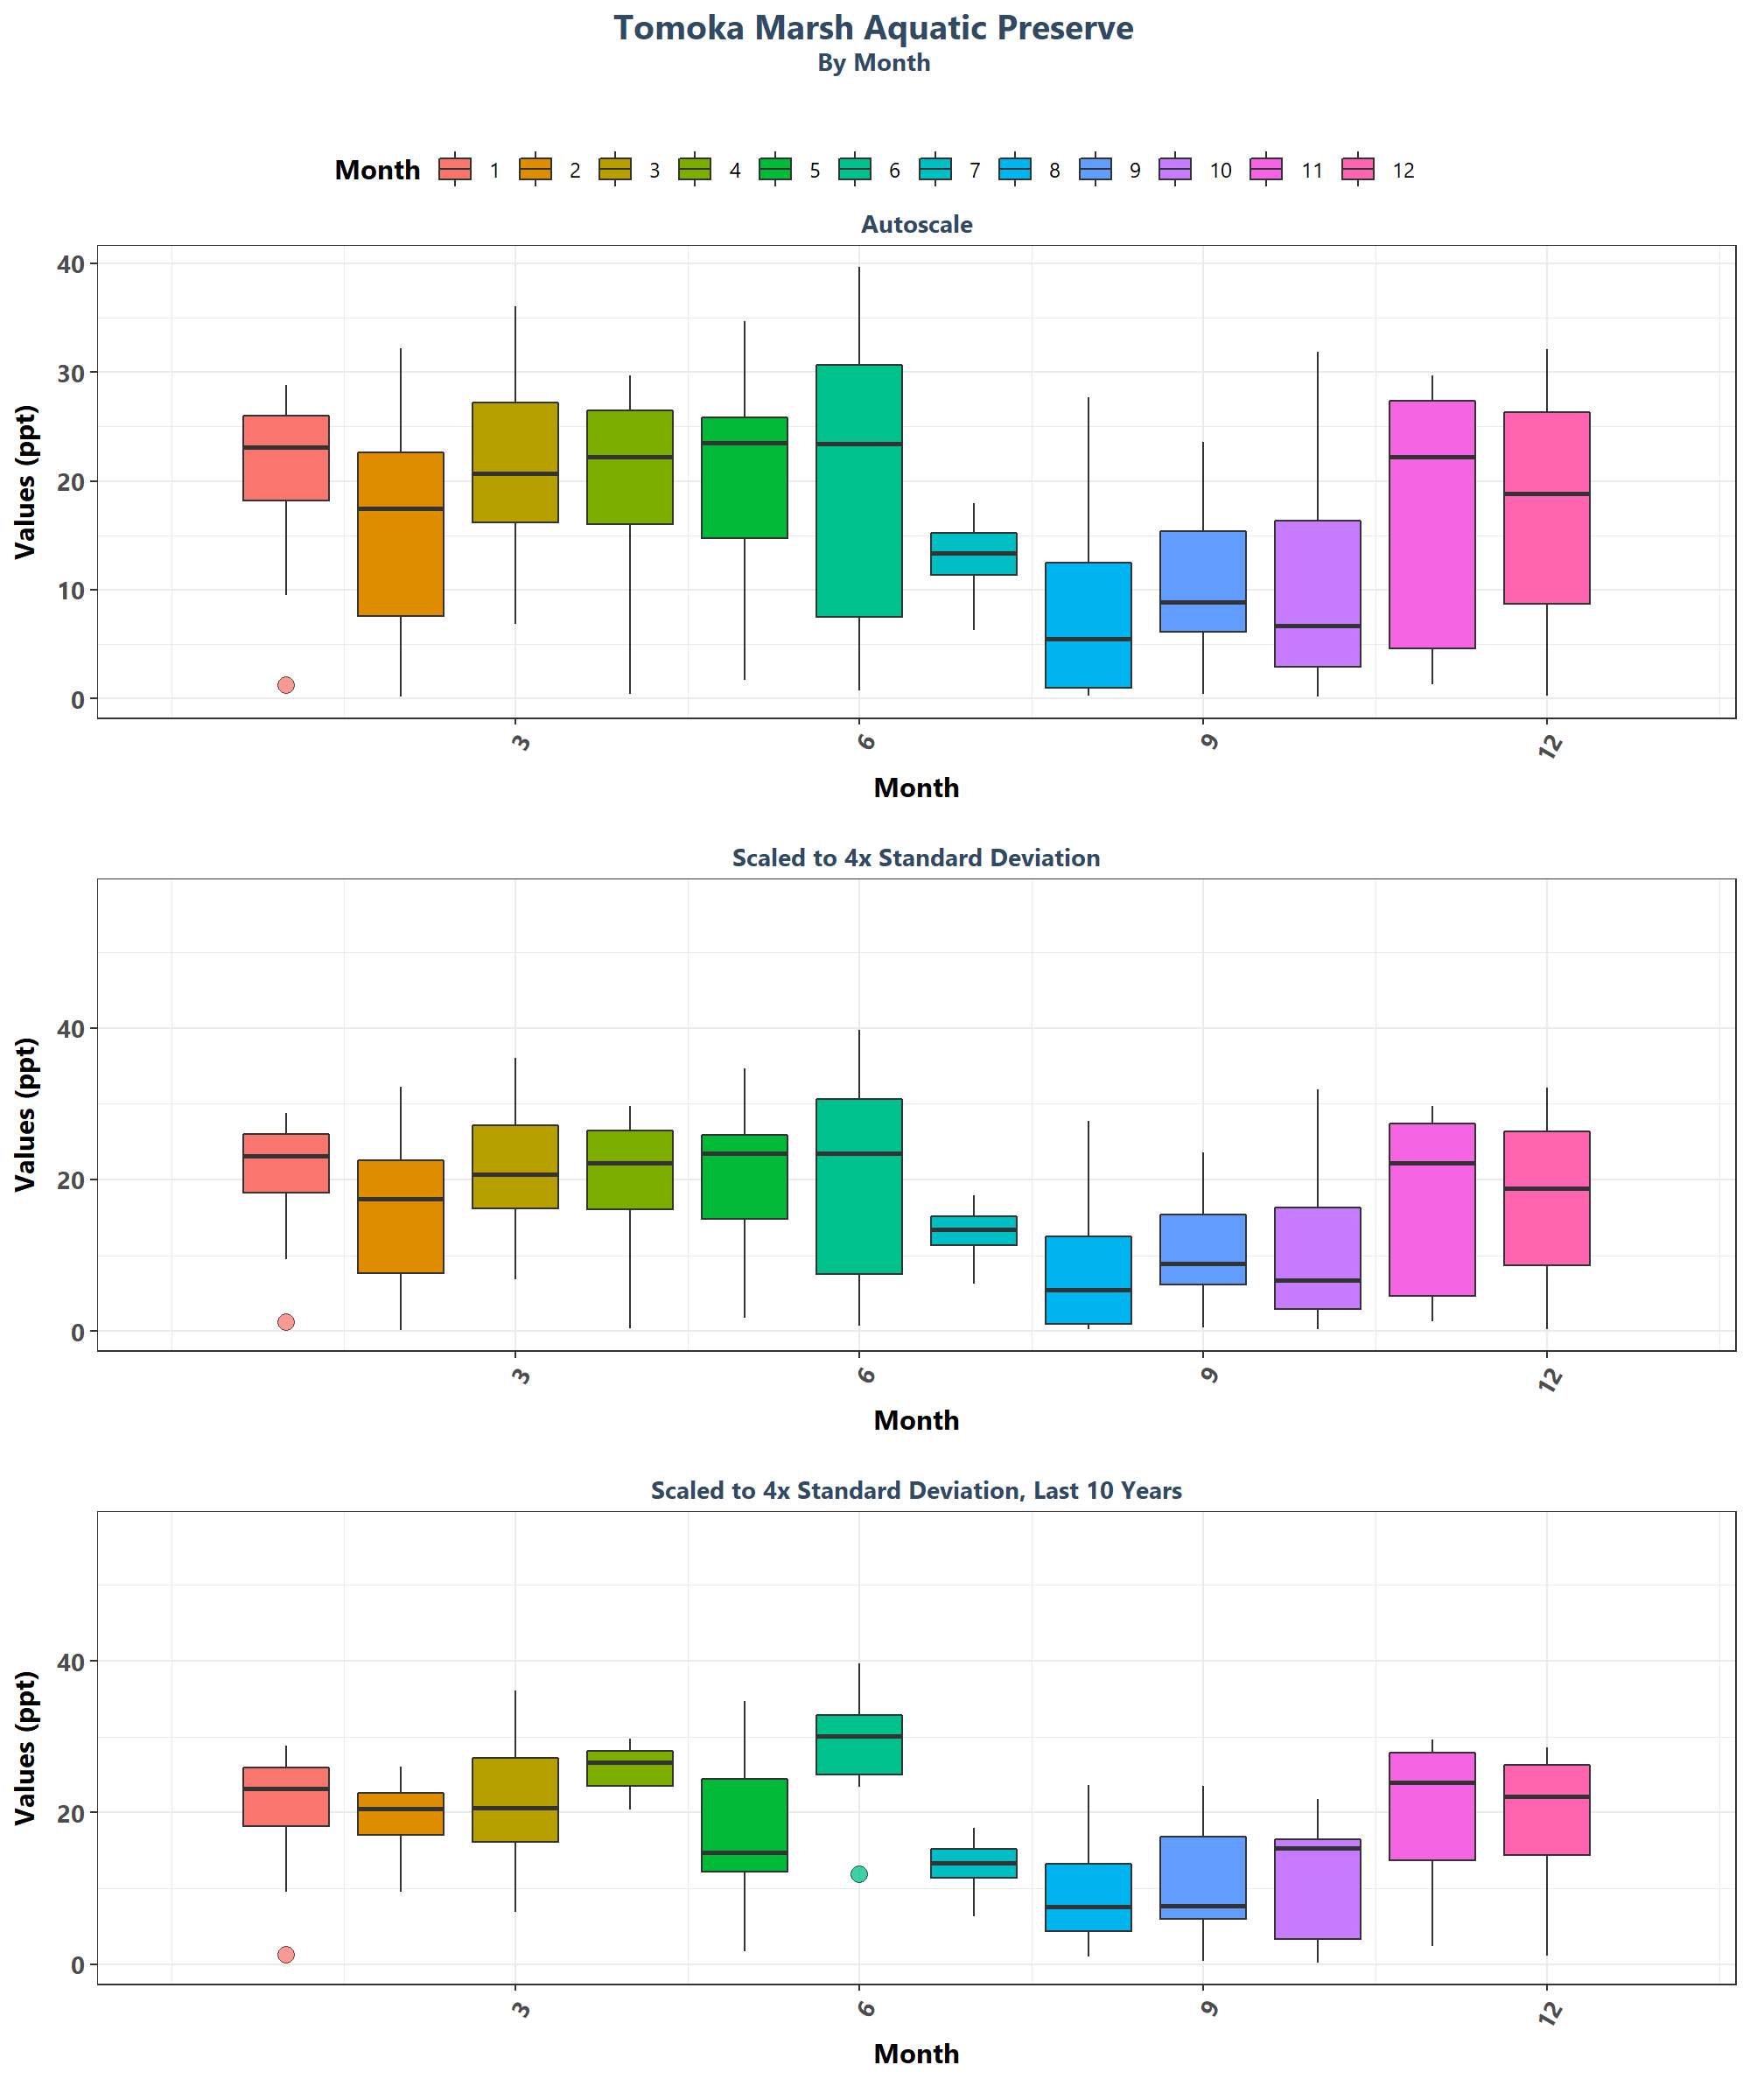 Tomoka Marsh Aquatic Preserve
By Month
Month 1 2 3 4 5 6 7 8 9 10 11 12
Autoscale
Values (ppt)
40
30
20
10
0
3 6 9 12
Month
Scaled to 4x Standard Deviation
Values (ppt)
40
20
0
3 6 9 12
Month
Scaled to 4x Standard Deviation, Last 10 Years
Values (ppt)
40
20
0
3 6 9 12
Month